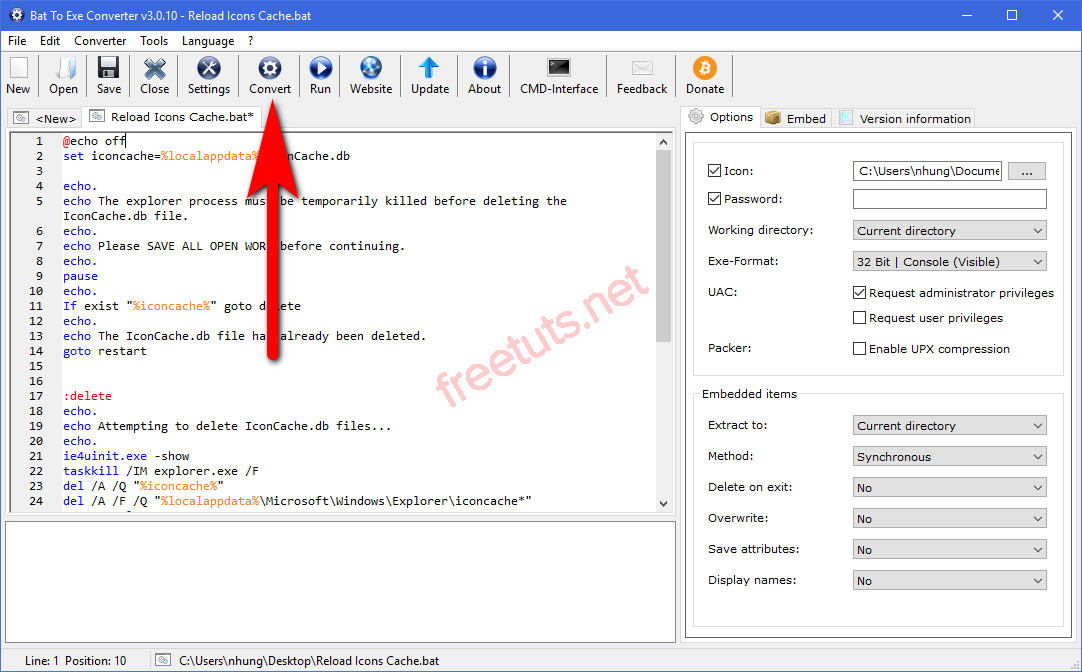 Bat To Exe Converter v3.0.10 - Reload Icons Cache.bat
File Edit Converter Tools Language ?
New Open Save Close Settings Convert Run Website Update About CMD-Interface Feedback Donate
<New> Reload Icons Cache.bat*
1 @echo off
2 set iconcache=%localappdata% Cache.db
3
4 echo.
5 echo The explorer process must be temporarily killed before deleting the
IconCache.db file.
6 echo.
7 echo Please SAVE ALL OPEN WORK before continuing.
8 echo.
9 pause
10 echo.
11 If exist "%iconcache%" goto delete
12 echo.
13 echo The IconCache.db file has already been deleted.
14 goto restart
15
16
17 :delete
18 echo.
19 echo Attempting to delete IconCache.db files...
20 echo.
21 ie4uinit.exe -show
22 taskkill /IM explorer.exe /F
23 del /A /Q "%iconcache%"
24 del /A /F /Q "%localappdata%\Microsoft\Windows\Explorer\iconcache*"
freetuts.net
Options Embed Version information
Icon: C:\Users\nhung\Docume ...
Password:
Working directory: Current directory
Exe-Format: 32 Bit | Console (Visible)
UAC: Request administrator privileges
Request user privileges
Packer: Enable UPX compression
Embedded items
Extract to: Current directory
Method: Synchronous
Delete on exit: No
Overwrite: No
Save attributes: No
Display names: No
Line: 1 Position: 10 C:\Users\nhung\Desktop\Reload Icons Cache.bat